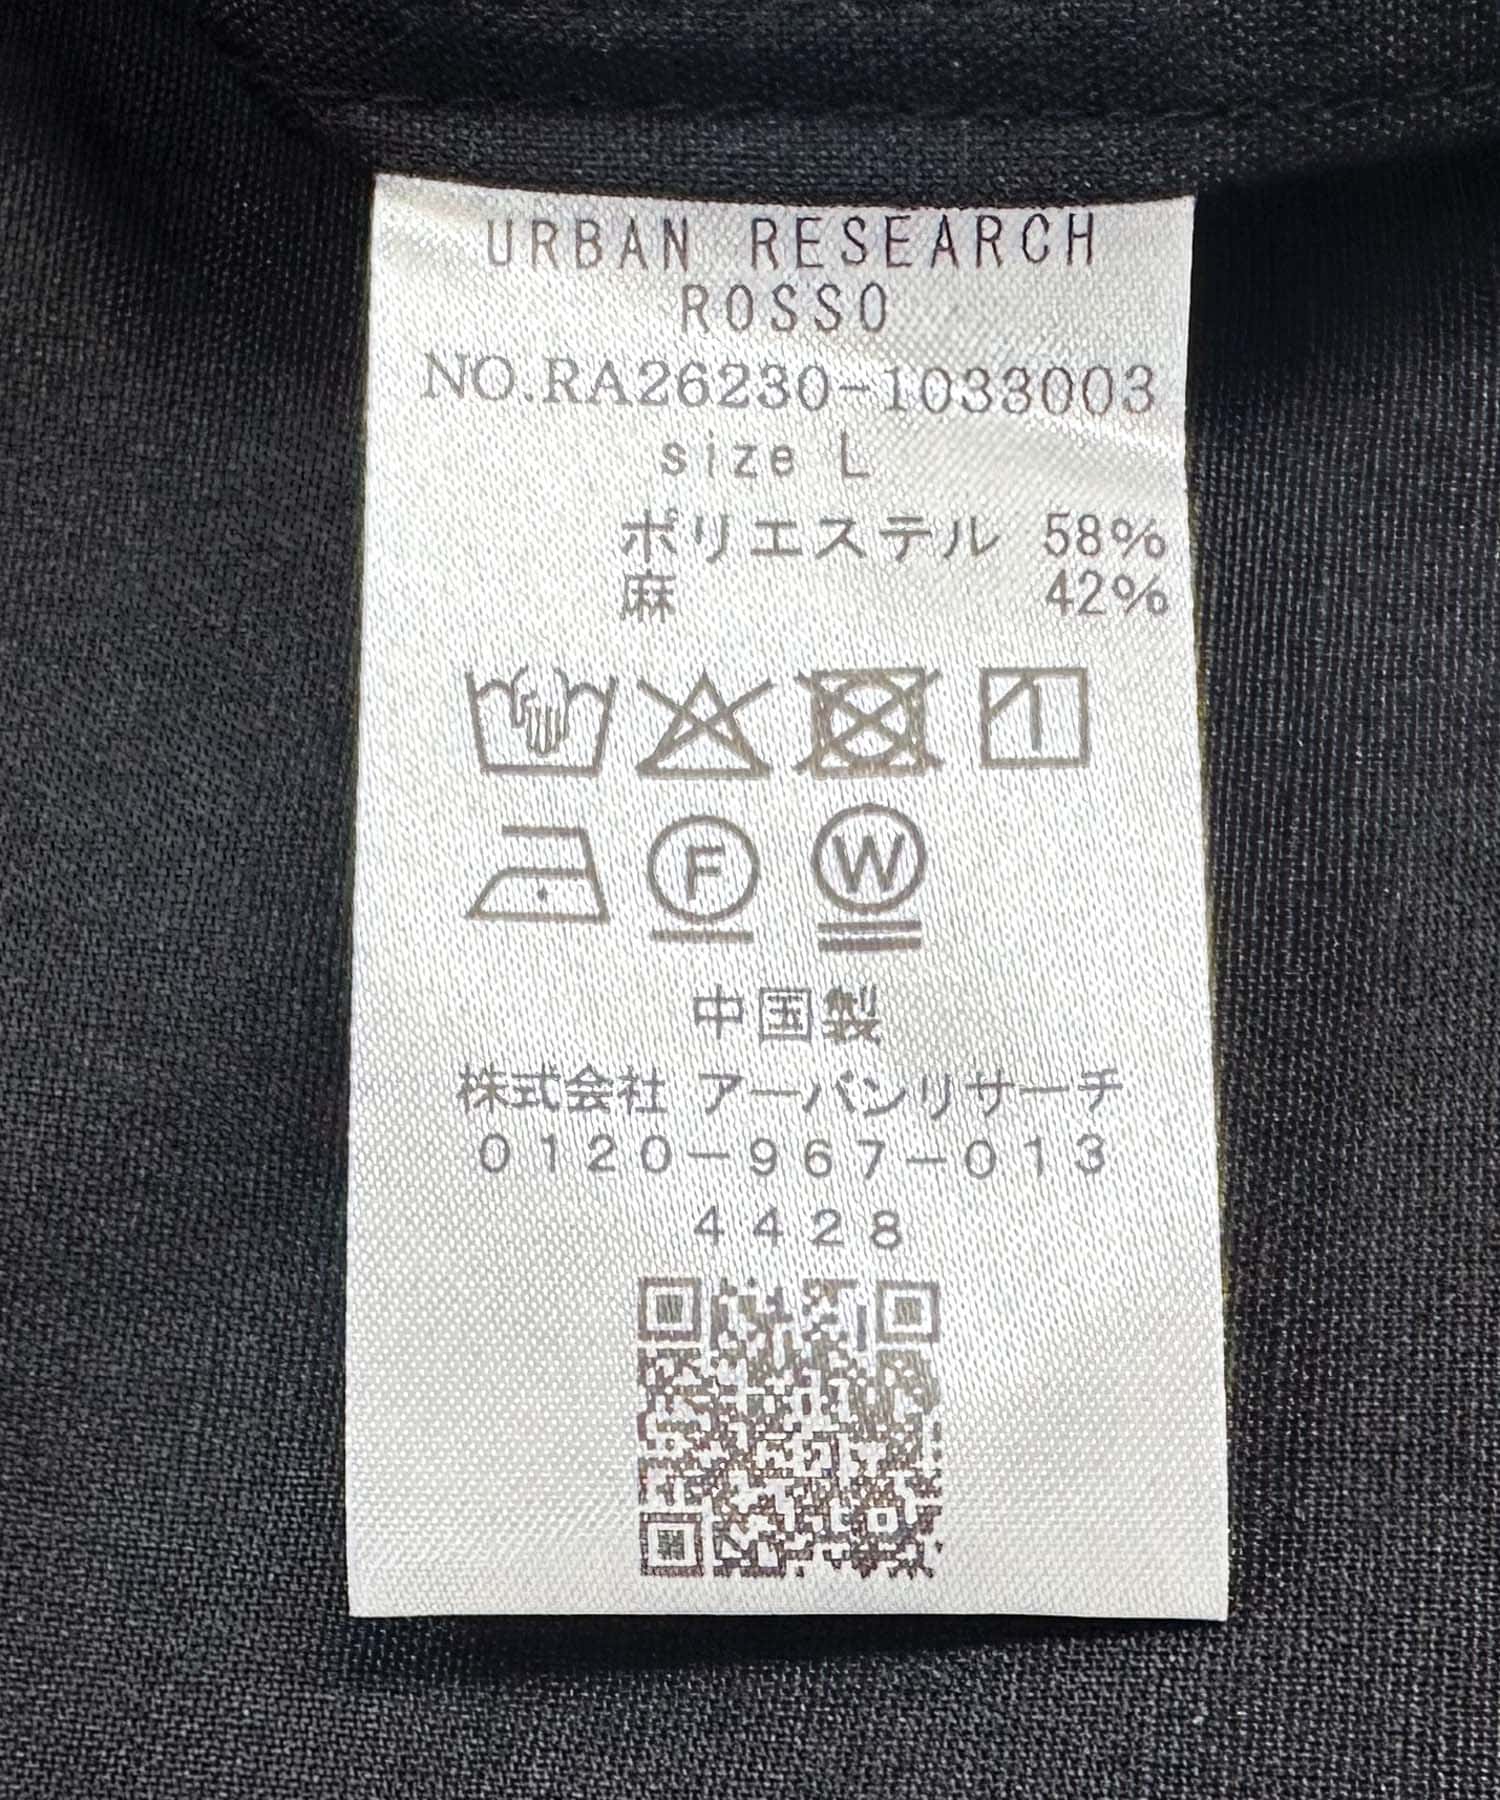 URBAN RESEARCH
ROSSO
NO.RA26230-1033003
size L
ポリエステル 58%
麻 42%
F W
中国製
株式会社 アーバンリサーチ
0120-967-013
4428